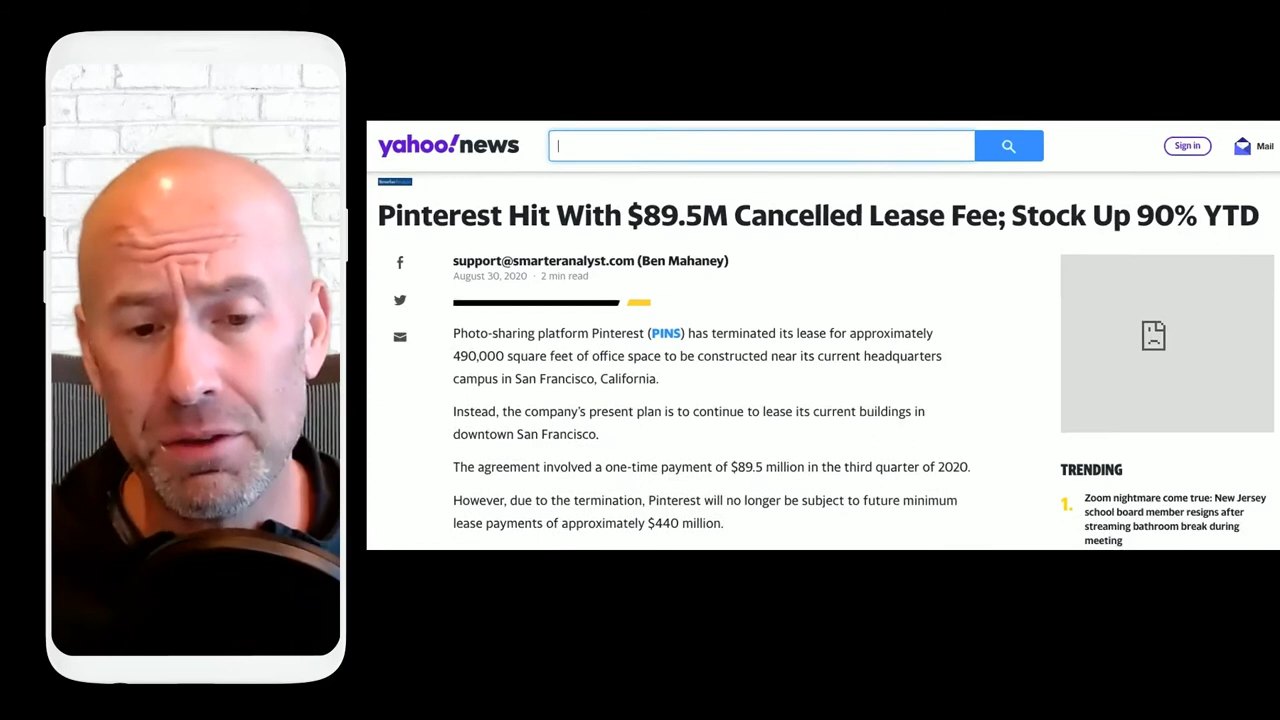 yahoo!news
Sign in
Mail
Pinterest Hit With $89.5M Cancelled Lease Fee; Stock Up 90% YTD
support@smarteranalyst.com (Ben Mahaney)
August 30, 2020 · 2 min read
Photo-sharing platform Pinterest (PINS) has terminated its lease for approximately
490,000 square feet of office space to be constructed near its current headquarters
campus in San Francisco, California.
Instead, the company's present plan is to continue to lease its current buildings in
downtown San Francisco.
The agreement involved a one-time payment of $89.5 million in the third quarter of 2020.
However, due to the termination, Pinterest will no longer be subject to future minimum
lease payments of approximately $440 million.
TRENDING
1. Zoom nightmare come true: New Jersey
school board member resigns after
streaming bathroom break during
meeting